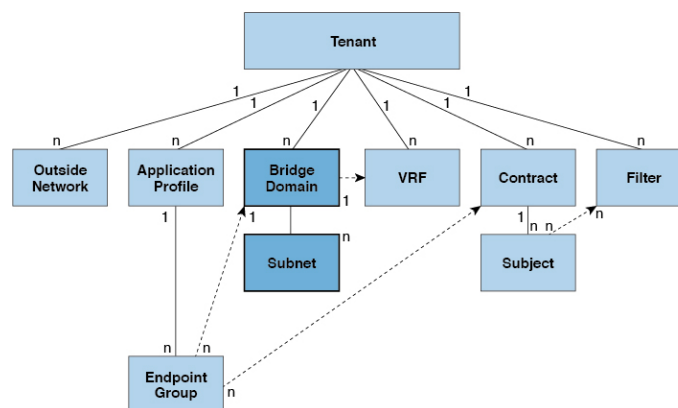 Tenant
1
1
1
1
1
1
n
n
n
n
n
n
Outside
Network
Application
Profile
Bridge
Domain
VRF
Contract
Filter
1
1
1
1
n
n
n
n
Subnet
Subject
n
n
n
Endpoint
Group